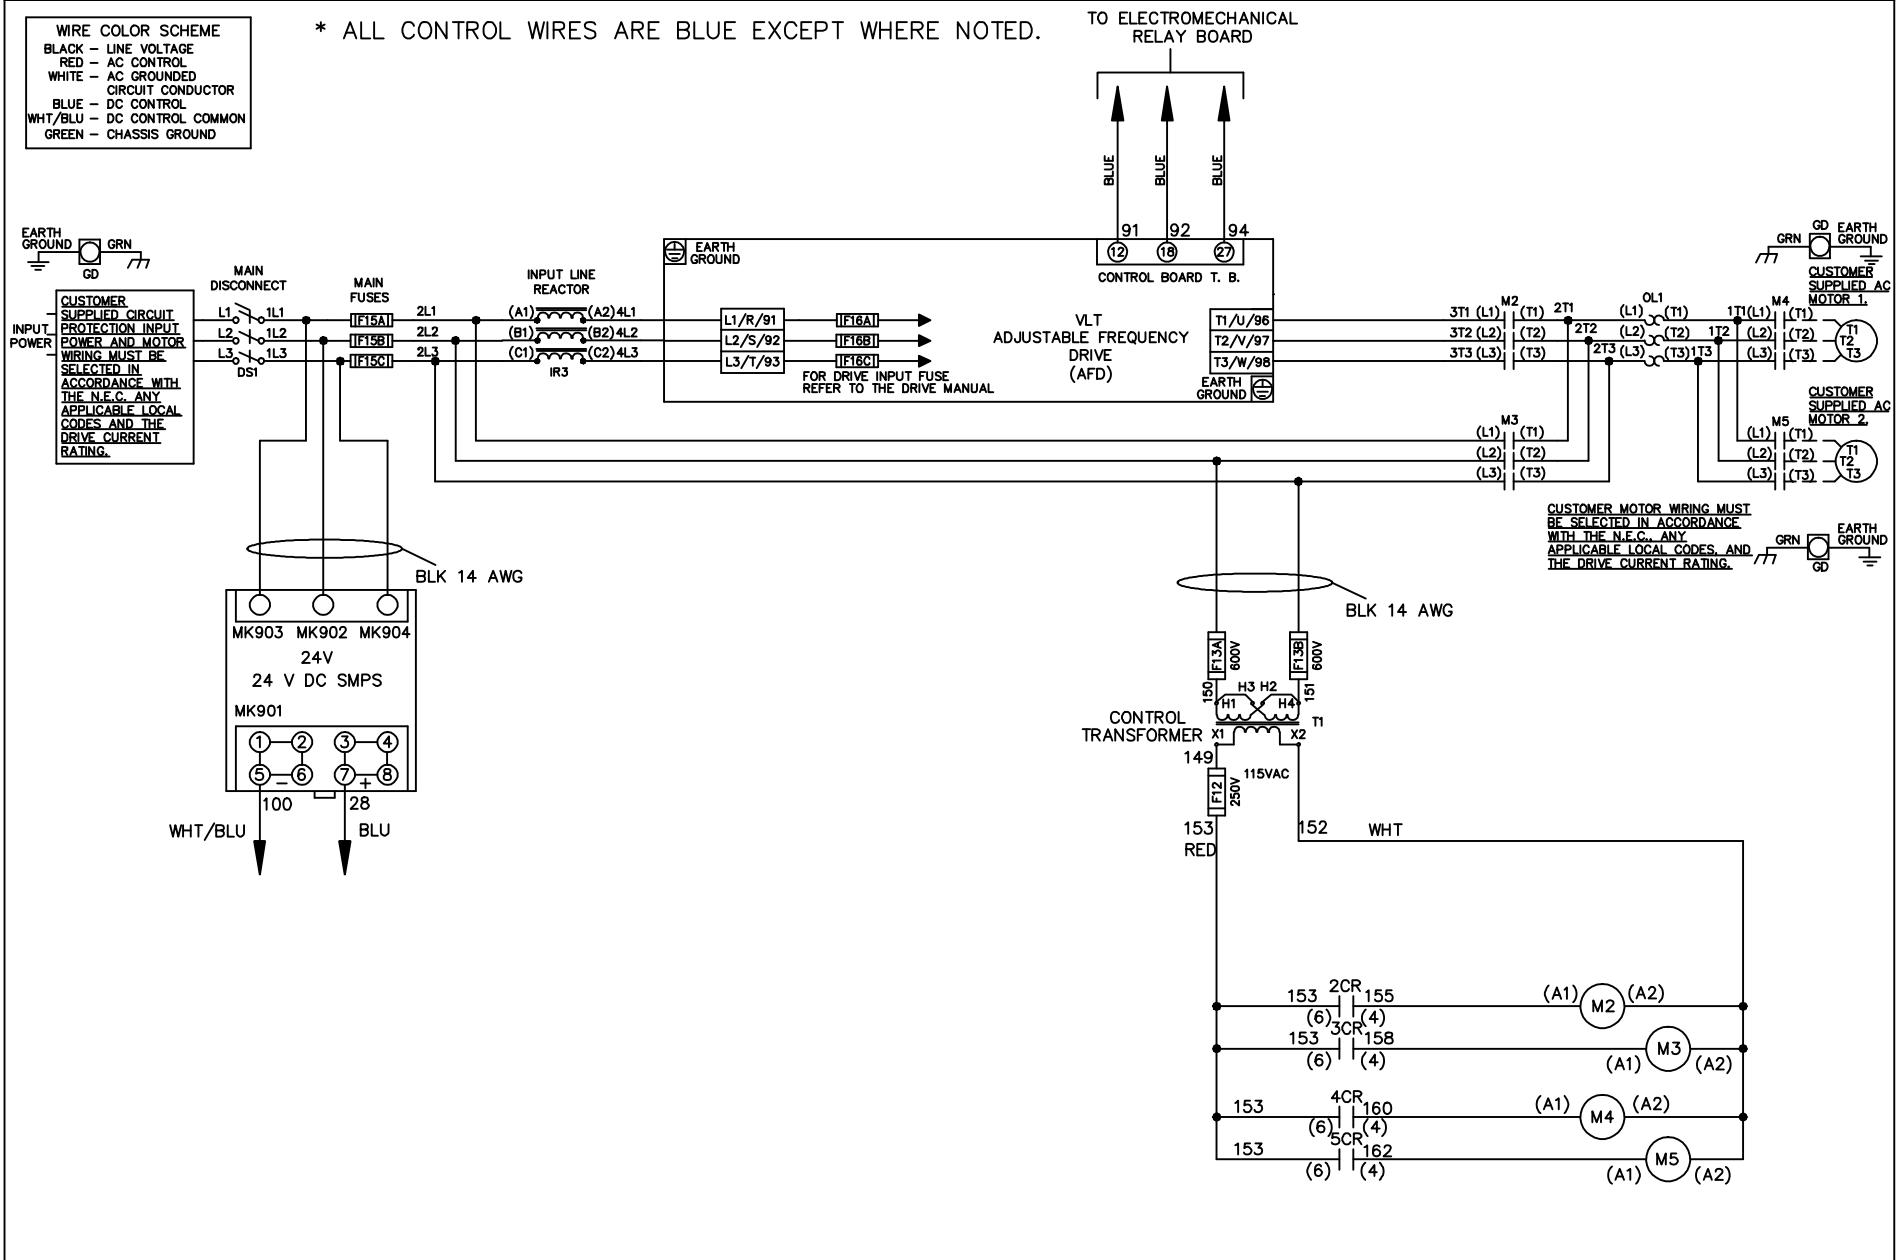 WIRE COLOR SCHEME
BLACK – LINE VOLTAGE
RED – AC CONTROL
WHITE – AC GROUNDED
CIRCUIT CONDUCTOR
BLUE – DC CONTROL
WHT/BLU – DC CONTROL COMMON
GREEN – CHASSIS GROUND
* ALL CONTROL WIRES ARE BLUE EXCEPT WHERE NOTED.
TO ELECTROMECHANICAL
RELAY BOARD
BLUE
BLUE
BLUE
91 92 94
12 18 27
CONTROL BOARD T. B.
EARTH
GROUND
GRN
GD
INPUT
POWER
CUSTOMER
SUPPLIED CIRCUIT
PROTECTION INPUT
POWER AND MOTOR
WIRING MUST BE
SELECTED IN
ACCORDANCE WITH
THE N.E.C. ANY
APPLICABLE LOCAL
CODES AND THE
DRIVE CURRENT
RATING.
MAIN
DISCONNECT
L1 1L1
L2 1L2
L3 1L3
DS1
MAIN
FUSES
F15A 2L1
F15B 2L2
F15C 2L3
INPUT LINE
REACTOR
(A1) (A2) 4L1
(B1) (B2) 4L2
(C1) (C2) 4L3
IR3
EARTH
GROUND
L1/R/91
L2/S/92
L3/T/93
F16A
F16B
F16C
FOR DRIVE INPUT FUSE
REFER TO THE DRIVE MANUAL
VLT
ADJUSTABLE FREQUENCY
DRIVE
(AFD)
T1/U/96
T2/V/97
T3/W/98
EARTH
GROUND
M2
3T1 (L1) (T1) 2T1
3T2 (L2) (T2) 2T2
3T3 (L3) (T3) 2T3
OL1
(L1) (T1) 1T1
(L2) (T2) 1T2
(L3) (T3) 1T3
M4
(L1) (T1)
(L2) (T2)
(L3) (T3)
T1
T2
T3
GRN
GD
EARTH
GROUND
CUSTOMER
SUPPLIED AC
MOTOR 1.
M3
(L1) (T1)
(L2) (T2)
(L3) (T3)
CUSTOMER
SUPPLIED AC
MOTOR 2.
M5
(L1) (T1)
(L2) (T2)
(L3) (T3)
T1
T2
T3
CUSTOMER MOTOR WIRING MUST
BE SELECTED IN ACCORDANCE
WITH THE N.E.C., ANY
APPLICABLE LOCAL CODES, AND
THE DRIVE CURRENT RATING.
GRN
GD
EARTH
GROUND
BLK 14 AWG
MK903 MK902 MK904
24V
24 V DC SMPS
MK901
1 2 3 4
5 6 7 8
– +
100 28
WHT/BLU BLU
BLK 14 AWG
F13A 600V
F13B 600V
150 151
H1 H3 H2 H4
CONTROL
TRANSFORMER
T1
X1 X2
149
115VAC
F12 250V
153
RED
152 WHT
153 2CR 155 (A1) M2 (A2)
(6) (4)
153 3CR 158 (A1) M3 (A2)
(6) (4)
153 4CR 160 (A1) M4 (A2)
(6) (4)
153 5CR 162 (A1) M5 (A2)
(6) (4)